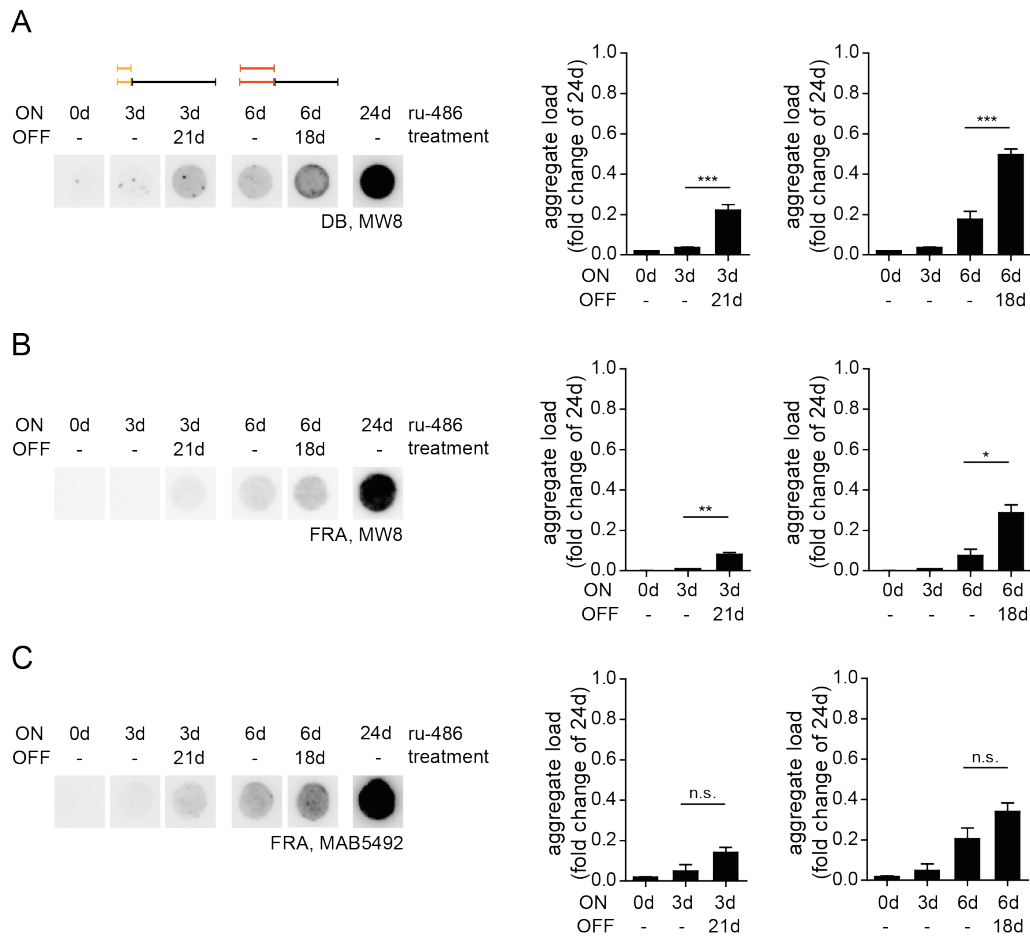 A
ON 0d 3d 3d 6d 6d 24d ru-486
OFF - - 21d - 18d - treatment
DB, MW8
aggregate load
(fold change of 24d)
1.0
0.8
0.6
0.4
0.2
0.0
***
ON 0d 3d 3d
OFF - - 21d
aggregate load
(fold change of 24d)
1.0
0.8
0.6
0.4
0.2
0.0
***
0d 3d 6d 6d
- - - 18d
B
ON 0d 3d 3d 6d 6d 24d ru-486
OFF - - 21d - 18d - treatment
FRA, MW8
aggregate load
(fold change of 24d)
1.0
0.8
0.6
0.4
0.2
0.0
**
ON 0d 3d 3d
OFF - - 21d
aggregate load
(fold change of 24d)
1.0
0.8
0.6
0.4
0.2
0.0
*
0d 3d 6d 6d
- - - 18d
C
ON 0d 3d 3d 6d 6d 24d ru-486
OFF - - 21d - 18d - treatment
FRA, MAB5492
aggregate load
(fold change of 24d)
1.0
0.8
0.6
0.4
0.2
0.0
n.s.
ON 0d 3d 3d
OFF - - 21d
aggregate load
(fold change of 24d)
1.0
0.8
0.6
0.4
0.2
0.0
n.s.
0d 3d 6d 6d
- - - 18d